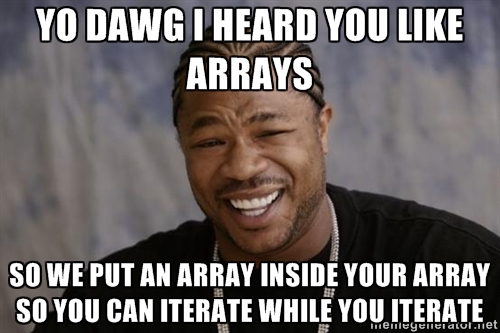 YO DAWG I HEARD YOU LIKE
ARRAYS
SO WE PUT AN ARRAY INSIDE YOUR ARRAY
SO YOU CAN ITERATE WHILE YOU ITERATE
memegenerator.net